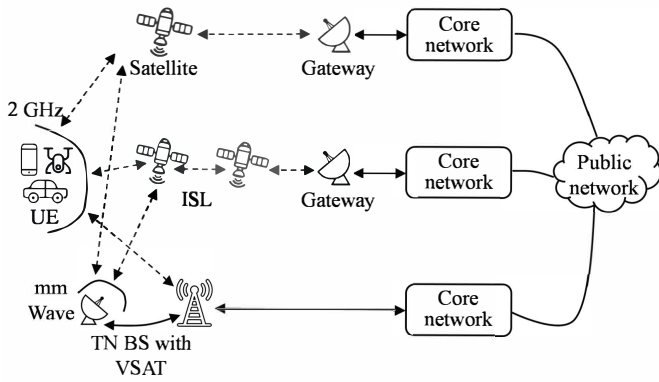 Satellite
Gateway
Core
network
2 GHz
UE
ISL
Gateway
Core
network
Public
network
mm
Wave
TN BS with
VSAT
Core
network